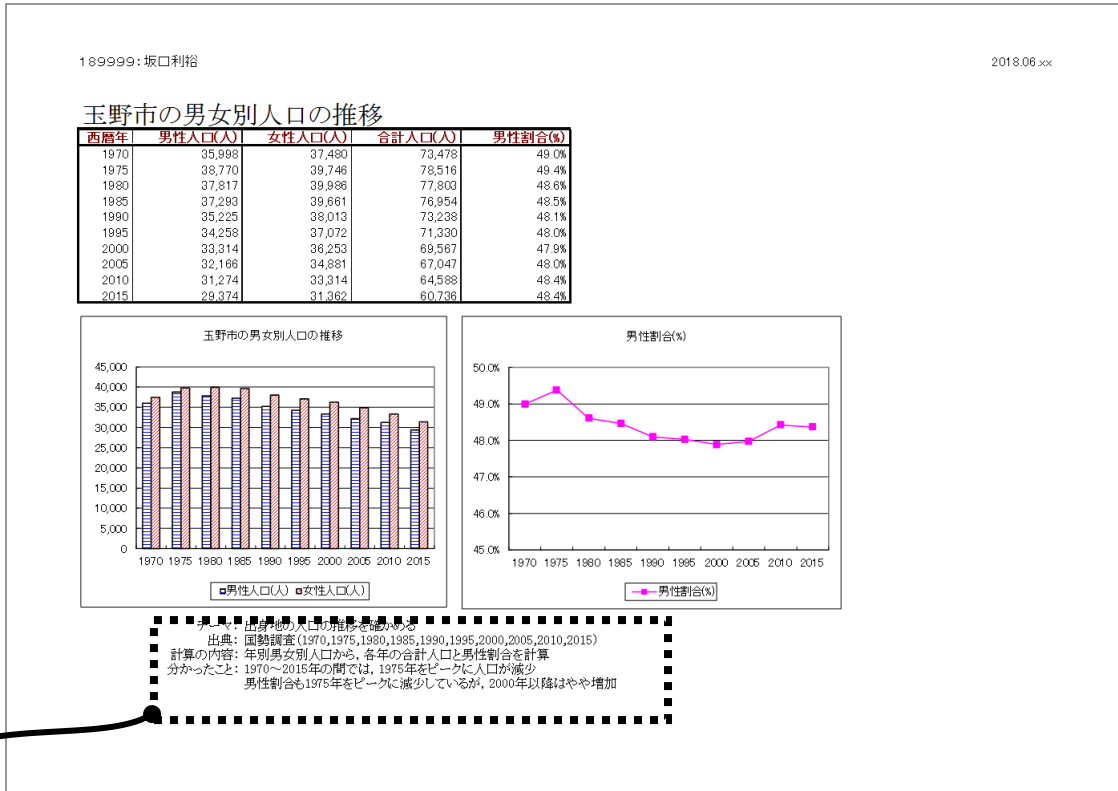 189999:坂口利裕
2018.06.xx
玉野市の男女別人口の推移
西暦年 男性人口(人) 女性人口(人) 合計人口(人) 男性割合(%)
1970 35,998 37,480 73,478 49.0%
1975 38,770 39,746 78,516 49.4%
1980 37,817 39,986 77,803 48.6%
1985 37,293 39,661 76,954 48.5%
1990 35,225 38,013 73,238 48.1%
1995 34,258 37,072 71,330 48.0%
2000 33,314 36,253 69,567 47.9%
2005 32,166 34,881 67,047 48.0%
2010 31,274 33,314 64,588 48.4%
2015 29,374 31,362 60,736 48.4%
玉野市の男女別人口の推移
45,000
40,000
35,000
30,000
25,000
20,000
15,000
10,000
5,000
0
1970 1975 1980 1985 1990 1995 2000 2005 2010 2015
男性人口(人) 女性人口(人)
男性割合(%)
50.0%
49.0%
48.0%
47.0%
46.0%
45.0%
1970 1975 1980 1985 1990 1995 2000 2005 2010 2015
男性割合(%)
テーマ: 出身地の人口の推移を確かめる
出典: 国勢調査(1970,1975,1980,1985,1990,1995,2000,2005,2010,2015)
計算の内容: 年別男女別人口から, 各年の合計人口と男性割合を計算
分かったこと: 1970～2015年の間では, 1975年をピークに人口が減少
男性割合も1975年をピークに減少しているが, 2000年以降はやや増加